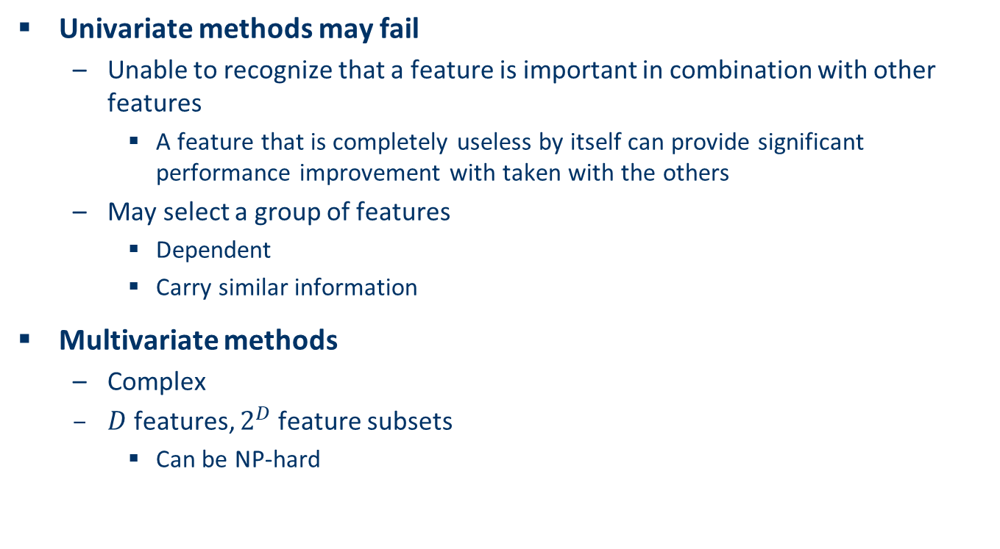 ▪ Univariate methods may fail
– Unable to recognize that a feature is important in combination with other
features
▪ A feature that is completely useless by itself can provide significant
performance improvement with taken with the others
– May select a group of features
▪ Dependent
▪ Carry similar information
▪ Multivariate methods
– Complex
– D features, 2^D feature subsets
▪ Can be NP-hard